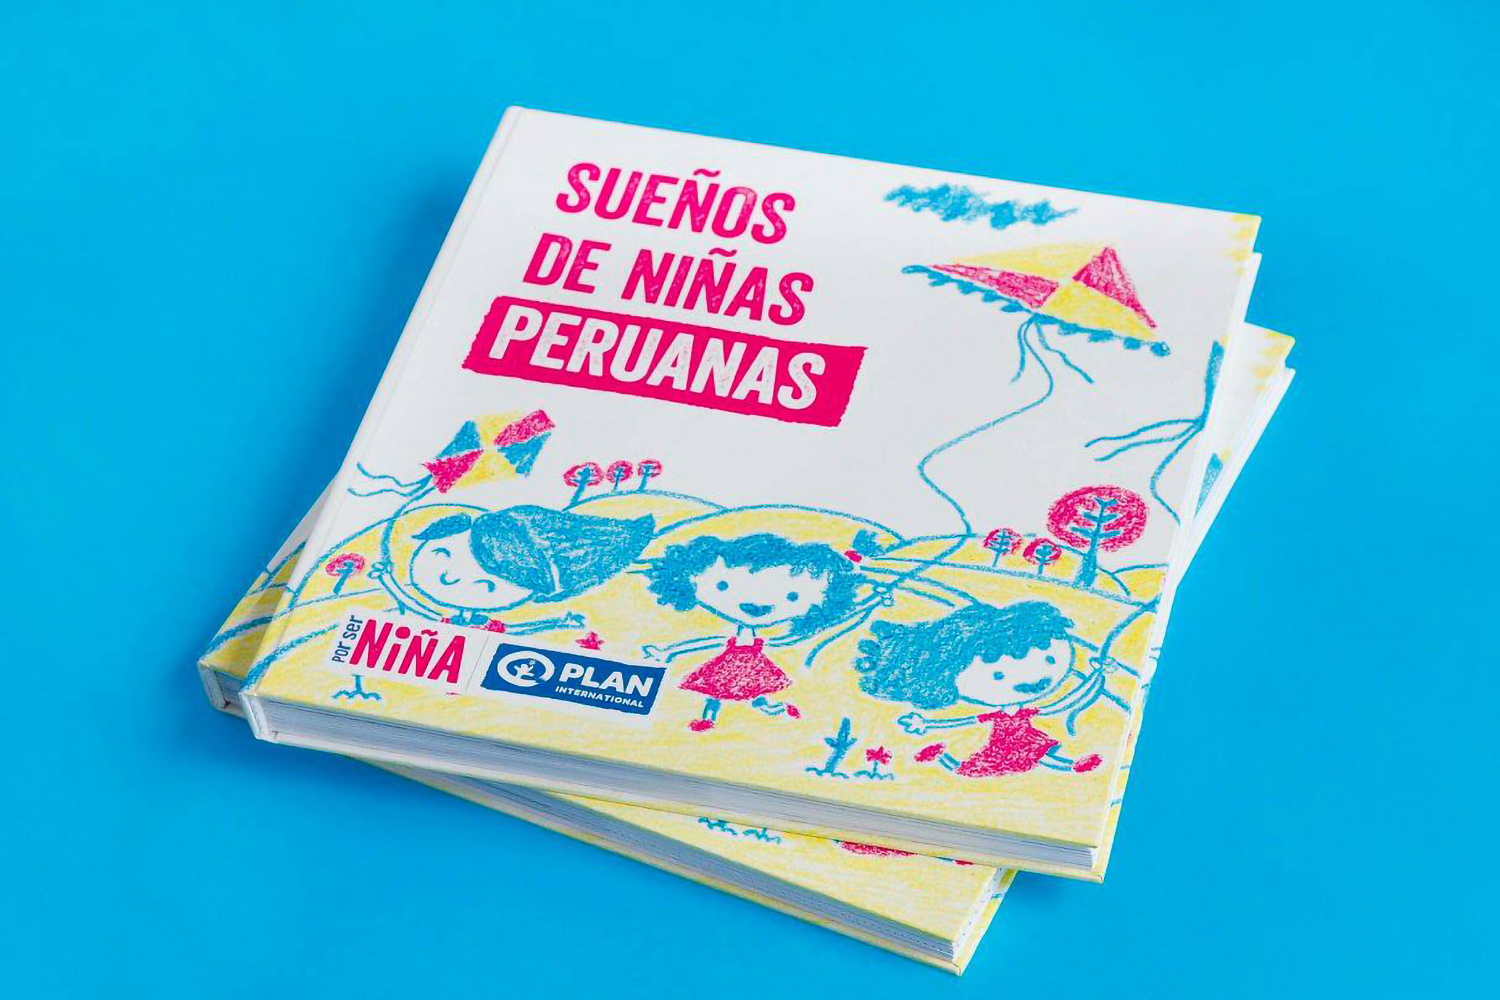 SUEÑOS
DE NIÑAS
PERUANAS
POR SER
NIÑA
PLAN
INTERNATIONAL